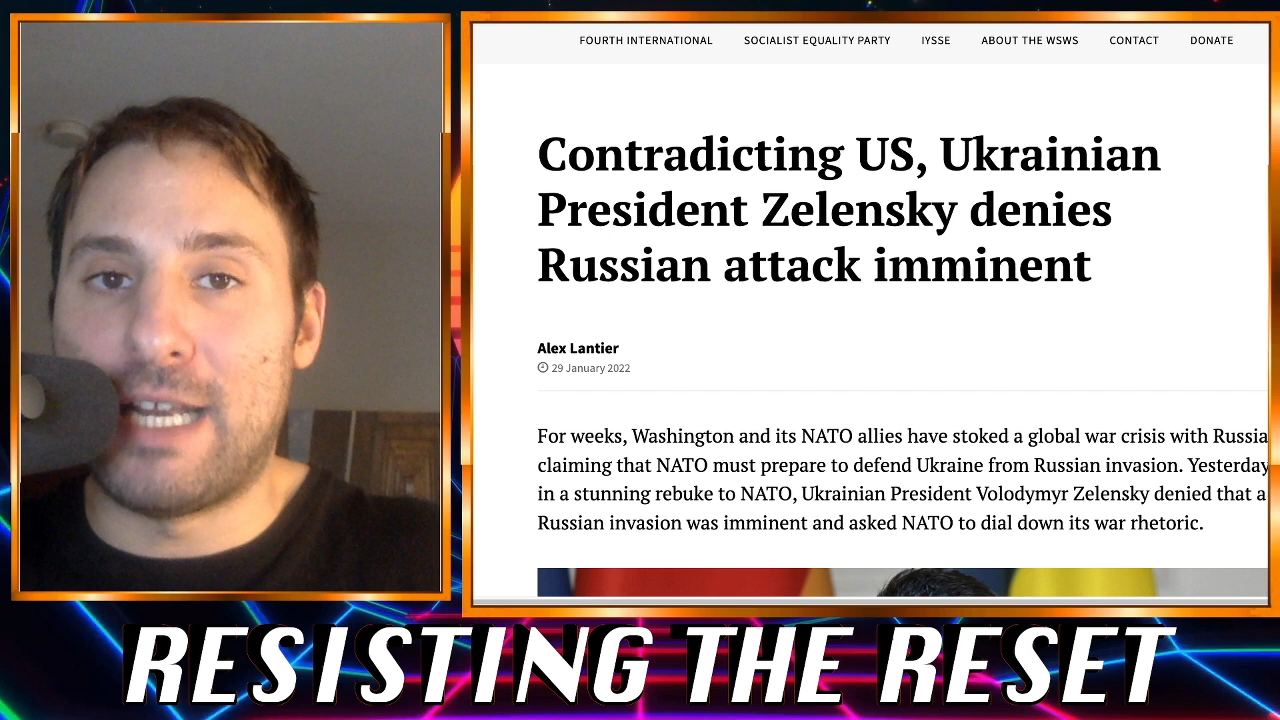 FOURTH INTERNATIONAL SOCIALIST EQUALITY PARTY IYSSE ABOUT THE WSWS CONTACT DONATE
Contradicting US, Ukrainian
President Zelensky denies
Russian attack imminent
Alex Lantier
29 January 2022
For weeks, Washington and its NATO allies have stoked a global war crisis with Russia
claiming that NATO must prepare to defend Ukraine from Russian invasion. Yesterday
in a stunning rebuke to NATO, Ukrainian President Volodymyr Zelensky denied that a
Russian invasion was imminent and asked NATO to dial down its war rhetoric.
RESISTING THE RESET